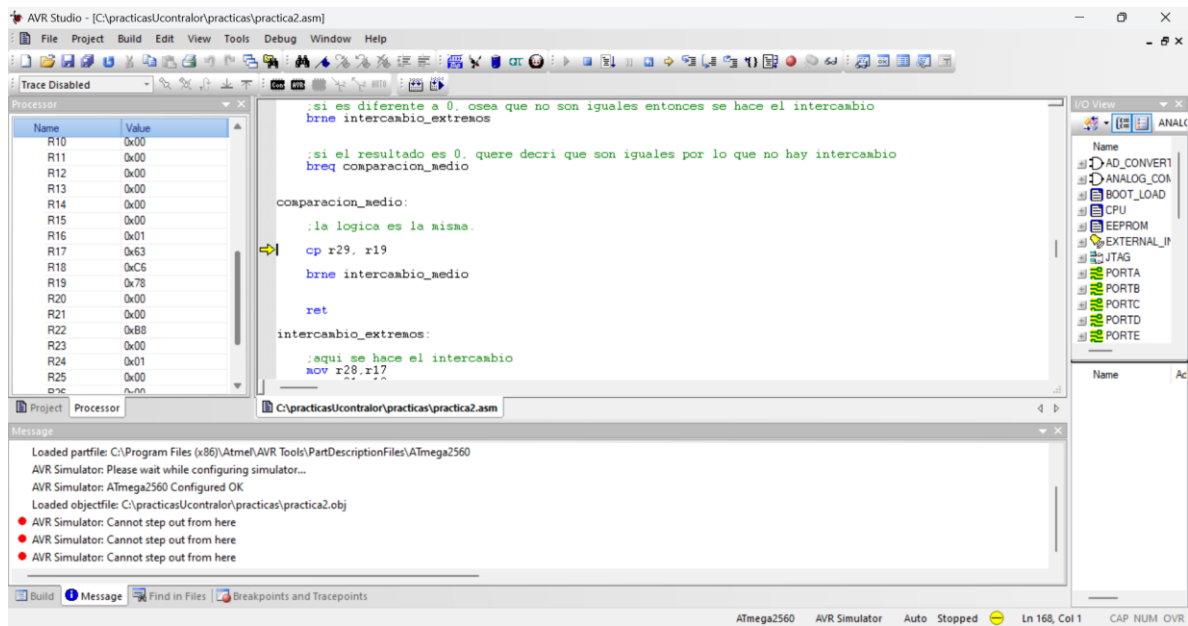 AVR Studio - [C:\practicasUcontralor\practicas\practica2.asm]
File Project Build Edit View Tools Debug Window Help
Trace Disabled
Processor
Name Value
R10 0x00
R11 0x00
R12 0x00
R13 0x00
R14 0x00
R15 0x00
R16 0x01
R17 0x63
R18 0xC6
R19 0x78
R20 0x00
R21 0x00
R22 0xB8
R23 0x00
R24 0x01
R25 0x00
Project Processor
;si es diferente a 0, osea que no son iguales entonces se hace el intercambio
brne intercambio_extremos
;si el resultado es 0, quere decri que son iguales por lo que no hay intercambio
breq comparacion_medio
comparacion_medio:
;la logica es la misma.
cp r29, r19
brne intercambio_medio
ret
intercambio_extremos:
;aqui se hace el intercambio
mov r28,r17
C:\practicasUcontralor\practicas\practica2.asm
I/O View
ANALO
Name
AD_CONVERT
ANALOG_COM
BOOT_LOAD
CPU
EEPROM
EXTERNAL_IN
JTAG
PORTA
PORTB
PORTC
PORTD
PORTE
Name Ac
Message
Loaded partfile: C:\Program Files (x86)\Atmel\AVR Tools\PartDescriptionFiles\ATmega2560
AVR Simulator: Please wait while configuring simulator...
AVR Simulator: ATmega2560 Configured OK
Loaded objectfile: C:\practicasUcontralor\practicas\practica2.obj
AVR Simulator: Cannot step out from here
AVR Simulator: Cannot step out from here
AVR Simulator: Cannot step out from here
Build Message Find in Files Breakpoints and Tracepoints
ATmega2560 AVR Simulator Auto Stopped Ln 168, Col 1 CAP NUM OVR